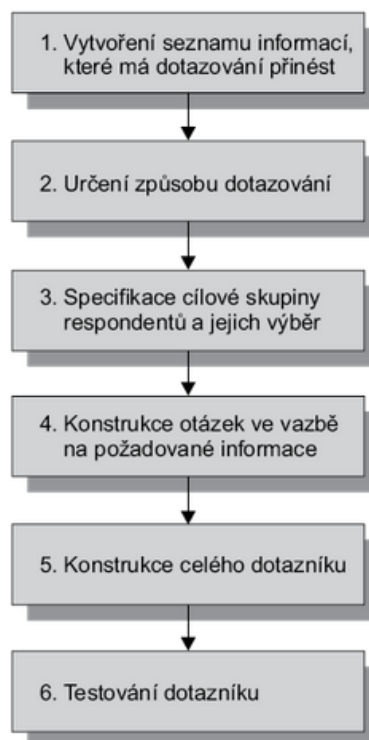 1. Vytvoření seznamu informací,
které má dotazování přinést
2. Určení způsobu dotazování
3. Specifikace cílové skupiny
respondentů a jejich výběr
4. Konstrukce otázek ve vazbě
na požadované informace
5. Konstrukce celého dotazníku
6. Testování dotazníku